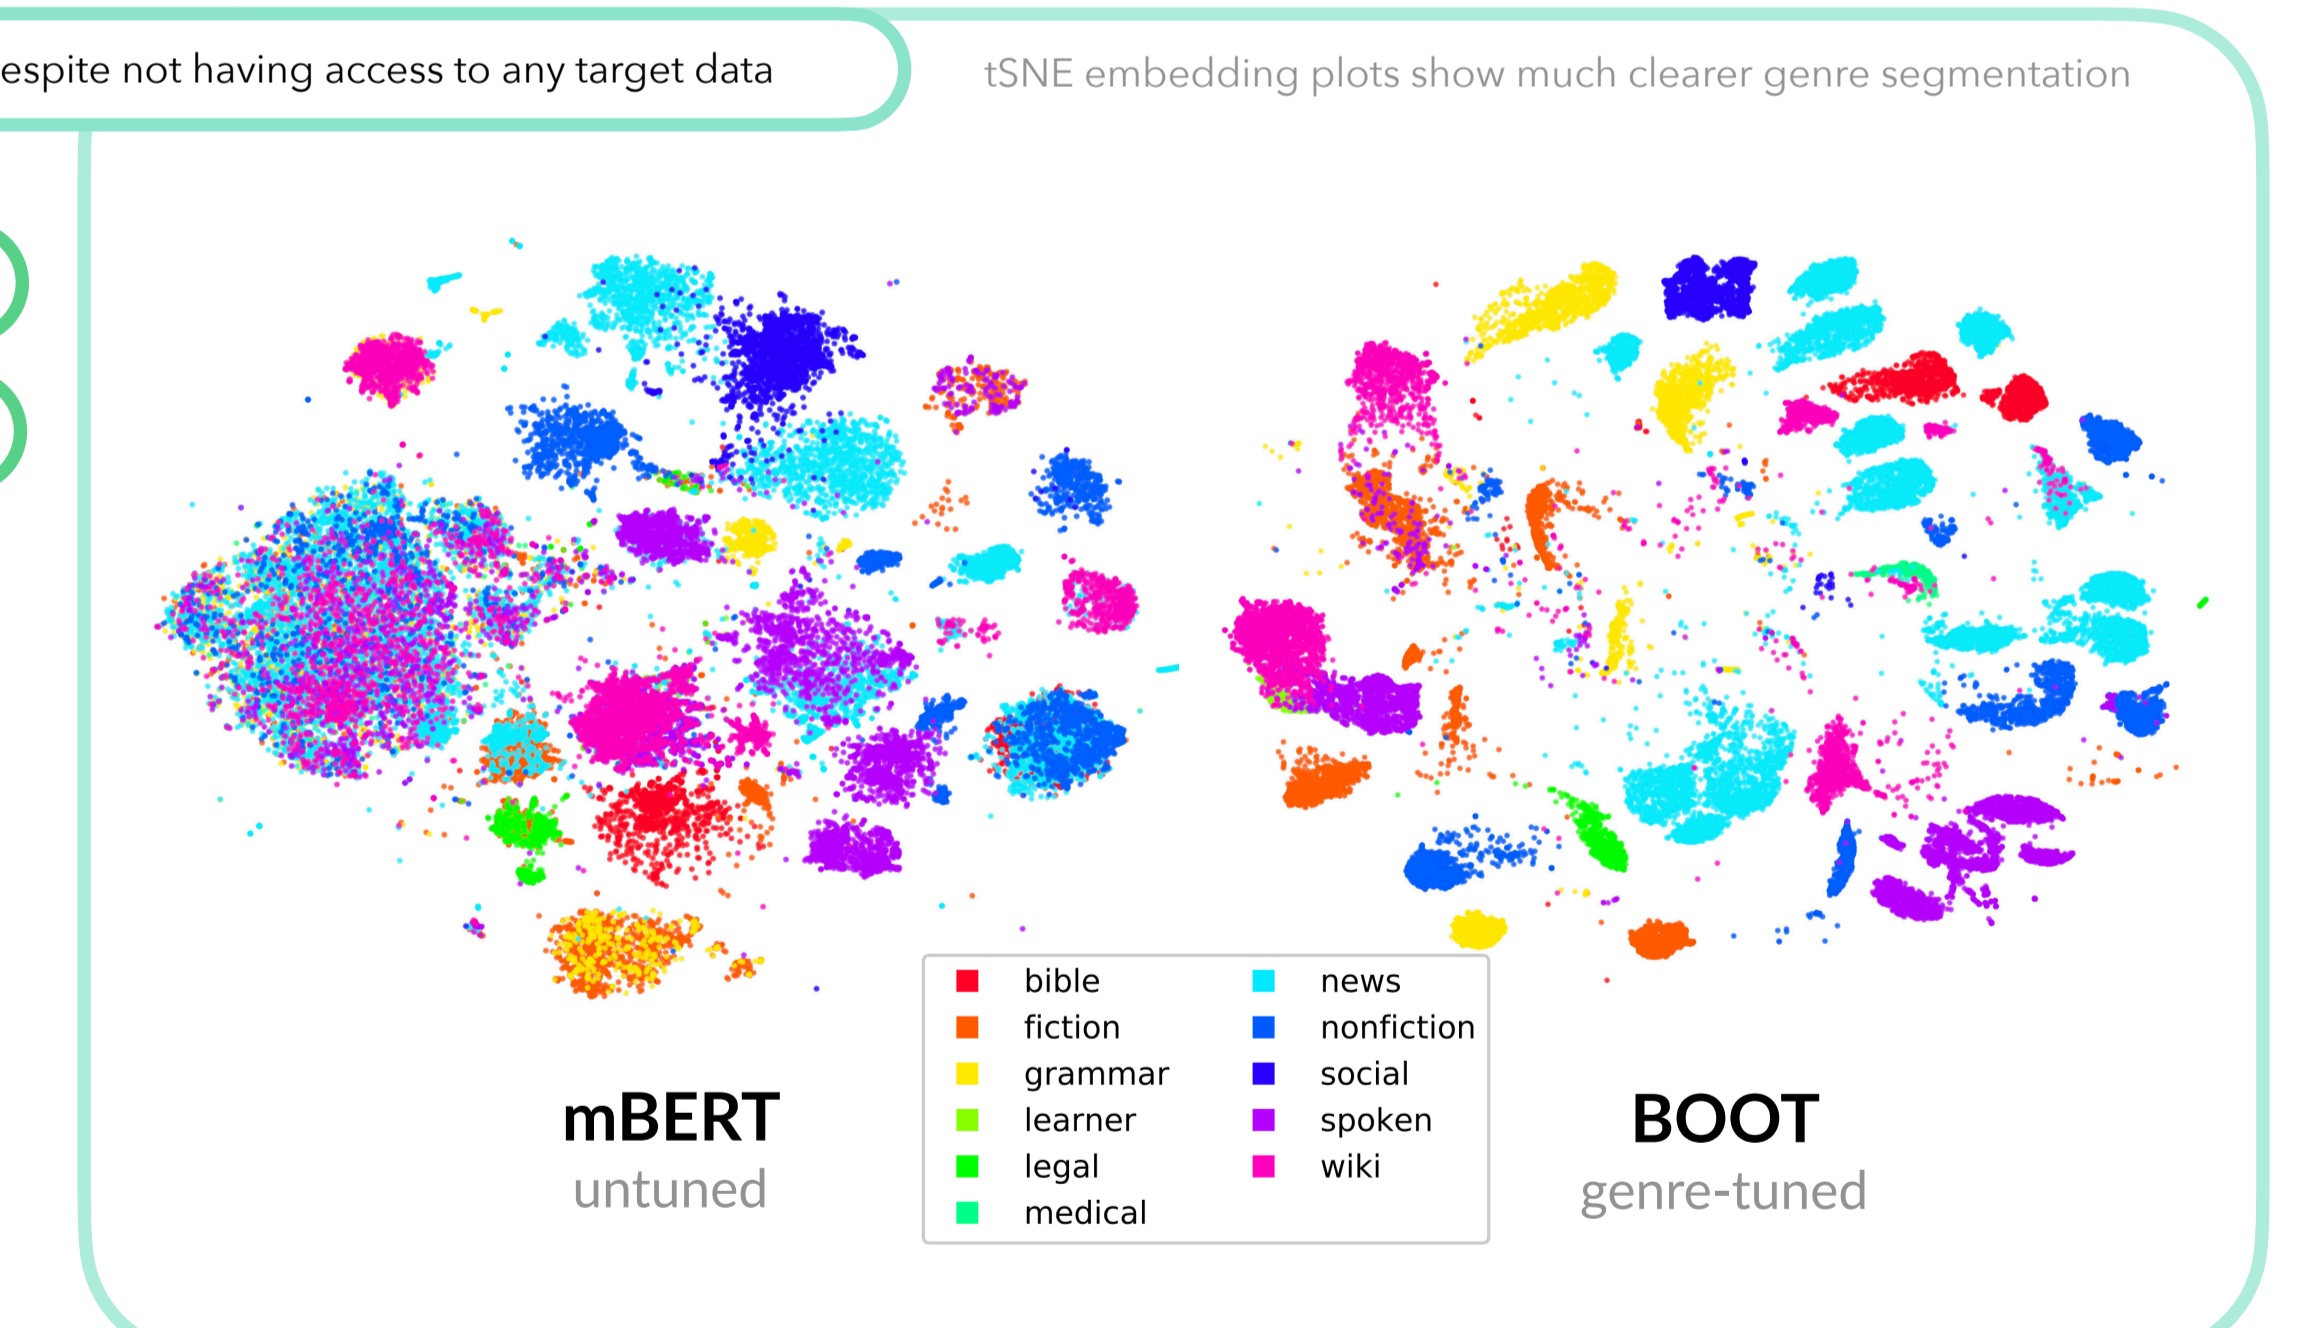 espite not having access to any target data
tSNE embedding plots show much clearer genre segmentation
bible
fiction
grammar
learner
legal
medical
news
nonfiction
social
spoken
wiki
mBERT
untuned
BOOT
genre-tuned